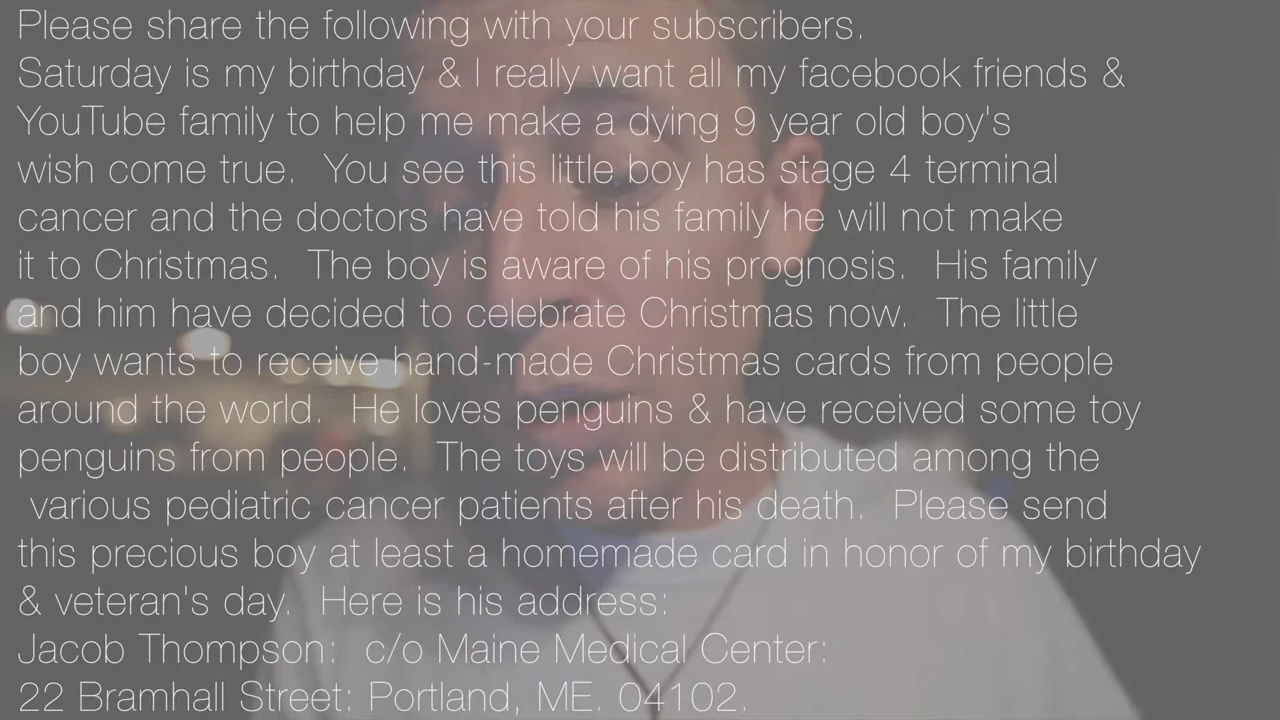 Please share the following with your subscribers.
Saturday is my birthday & I really want all my facebook friends &
YouTube family to help me make a dying 9 year old boy's
wish come true.  You see this little boy has stage 4 terminal
cancer and the doctors have told his family he will not make
it to Christmas.  The boy is aware of his prognosis.  His family
and him have decided to celebrate Christmas now.  The little
boy wants to receive hand-made Christmas cards from people
around the world.  He loves penguins & have received some toy
penguins from people.  The toys will be distributed among the
various pediatric cancer patients after his death.  Please send
this precious boy at least a homemade card in honor of my birthday
& veteran's day.  Here is his address:
Jacob Thompson:  c/o Maine Medical Center:
22 Bramhall Street: Portland, ME. 04102.